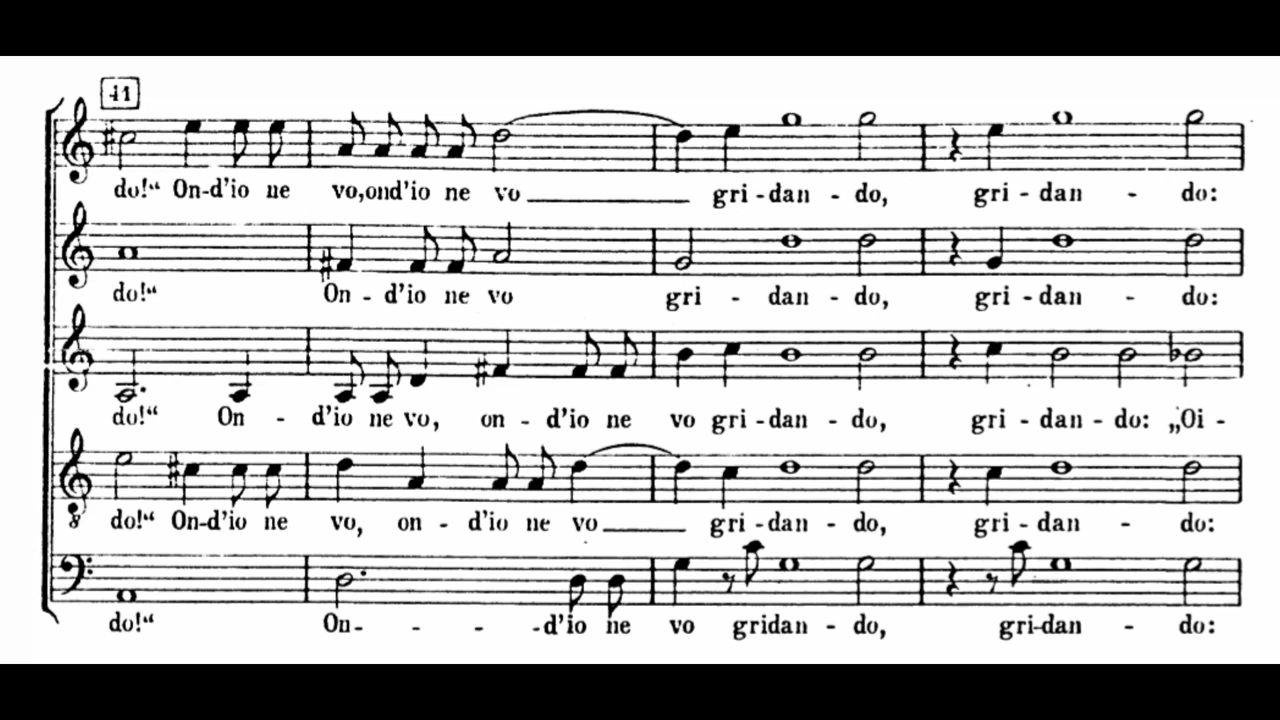 41
do!“ On-d'io ne vo,ond'io ne vo gri-dan-do, gri-dan-do:
do!“ On-d'io ne vo gri-dan-do, gri-dan-do:
do!“ On-d'io ne vo, on-d'io ne vo gri-dan-do, gri-dan-do: „Oi-
8
do!“ On-d'io ne vo, on-d'io ne vo gri-dan-do, gri-dan-do:
do!“ On-d'io ne vo gridan-do, gri-dan-do: